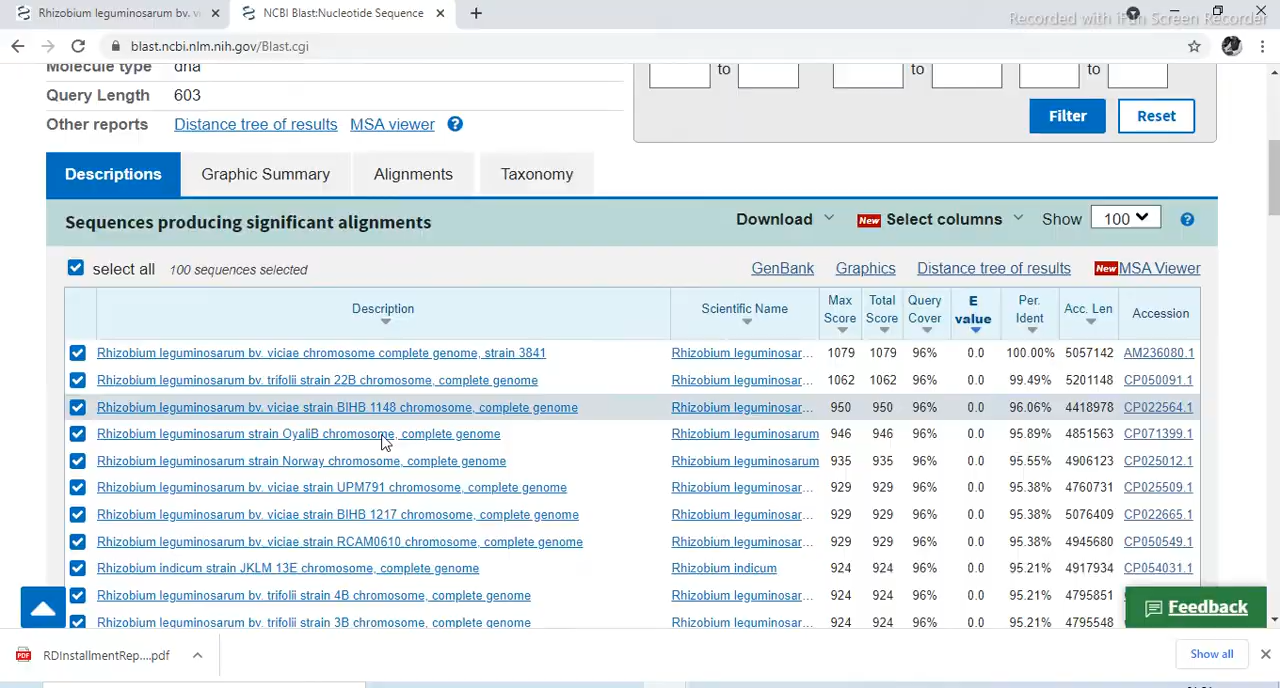 Rhizobium leguminosarum bv. v
NCBI Blast:Nucleotide Sequence
Recorded with iFun Screen Recorder
blast.ncbi.nlm.nih.gov/Blast.cgi
Molecule type dna
to to to
Query Length 603
Other reports Distance tree of results MSA viewer ?
Filter Reset
Descriptions Graphic Summary Alignments Taxonomy
Sequences producing significant alignments Download New Select columns Show 100 ?
select all 100 sequences selected GenBank Graphics Distance tree of results New MSA Viewer
Description Scientific Name Max Score Total Score Query Cover E value Per. Ident Acc. Len Accession
Rhizobium leguminosarum bv. viciae chromosome complete genome, strain 3841 Rhizobium leguminosar... 1079 1079 96% 0.0 100.00% 5057142 AM236080.1
Rhizobium leguminosarum bv. trifolii strain 22B chromosome, complete genome Rhizobium leguminosar... 1062 1062 96% 0.0 99.49% 5201148 CP050091.1
Rhizobium leguminosarum bv. viciae strain BIHB 1148 chromosome, complete genome Rhizobium leguminosar... 950 950 96% 0.0 96.06% 4418978 CP022564.1
Rhizobium leguminosarum strain OyaliB chromosome, complete genome Rhizobium leguminosarum 946 946 96% 0.0 95.89% 4851563 CP071399.1
Rhizobium leguminosarum strain Norway chromosome, complete genome Rhizobium leguminosarum 935 935 96% 0.0 95.55% 4906123 CP025012.1
Rhizobium leguminosarum bv. viciae strain UPM791 chromosome, complete genome Rhizobium leguminosar... 929 929 96% 0.0 95.38% 4760731 CP025509.1
Rhizobium leguminosarum bv. viciae strain BIHB 1217 chromosome, complete genome Rhizobium leguminosar... 929 929 96% 0.0 95.38% 5076409 CP022665.1
Rhizobium leguminosarum bv. viciae strain RCAM0610 chromosome, complete genome Rhizobium leguminosar... 929 929 96% 0.0 95.38% 4945680 CP050549.1
Rhizobium indicum strain JKLM 13E chromosome, complete genome Rhizobium indicum 924 924 96% 0.0 95.21% 4917934 CP054031.1
Rhizobium leguminosarum bv. trifolii strain 4B chromosome, complete genome Rhizobium leguminosar... 924 924 96% 0.0 95.21% 4795851
Rhizobium leguminosarum bv. trifolii strain 3B chromosome, complete genome Rhizobium leguminosar... 924 924 96% 0.0 95.21% 4795548
Feedback
RDInstallmentRep....pdf Show all